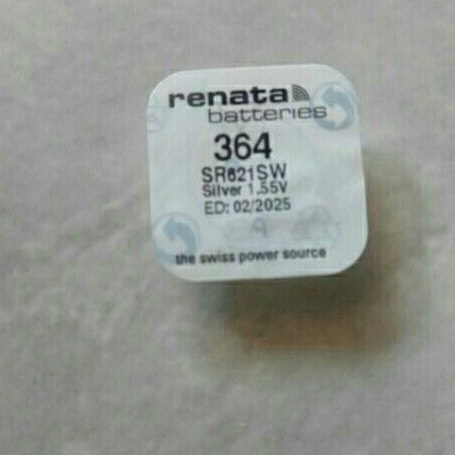 renata
batteries
364
SR621SW
Silver 1.55V
ED: 02/2025
the swiss power source